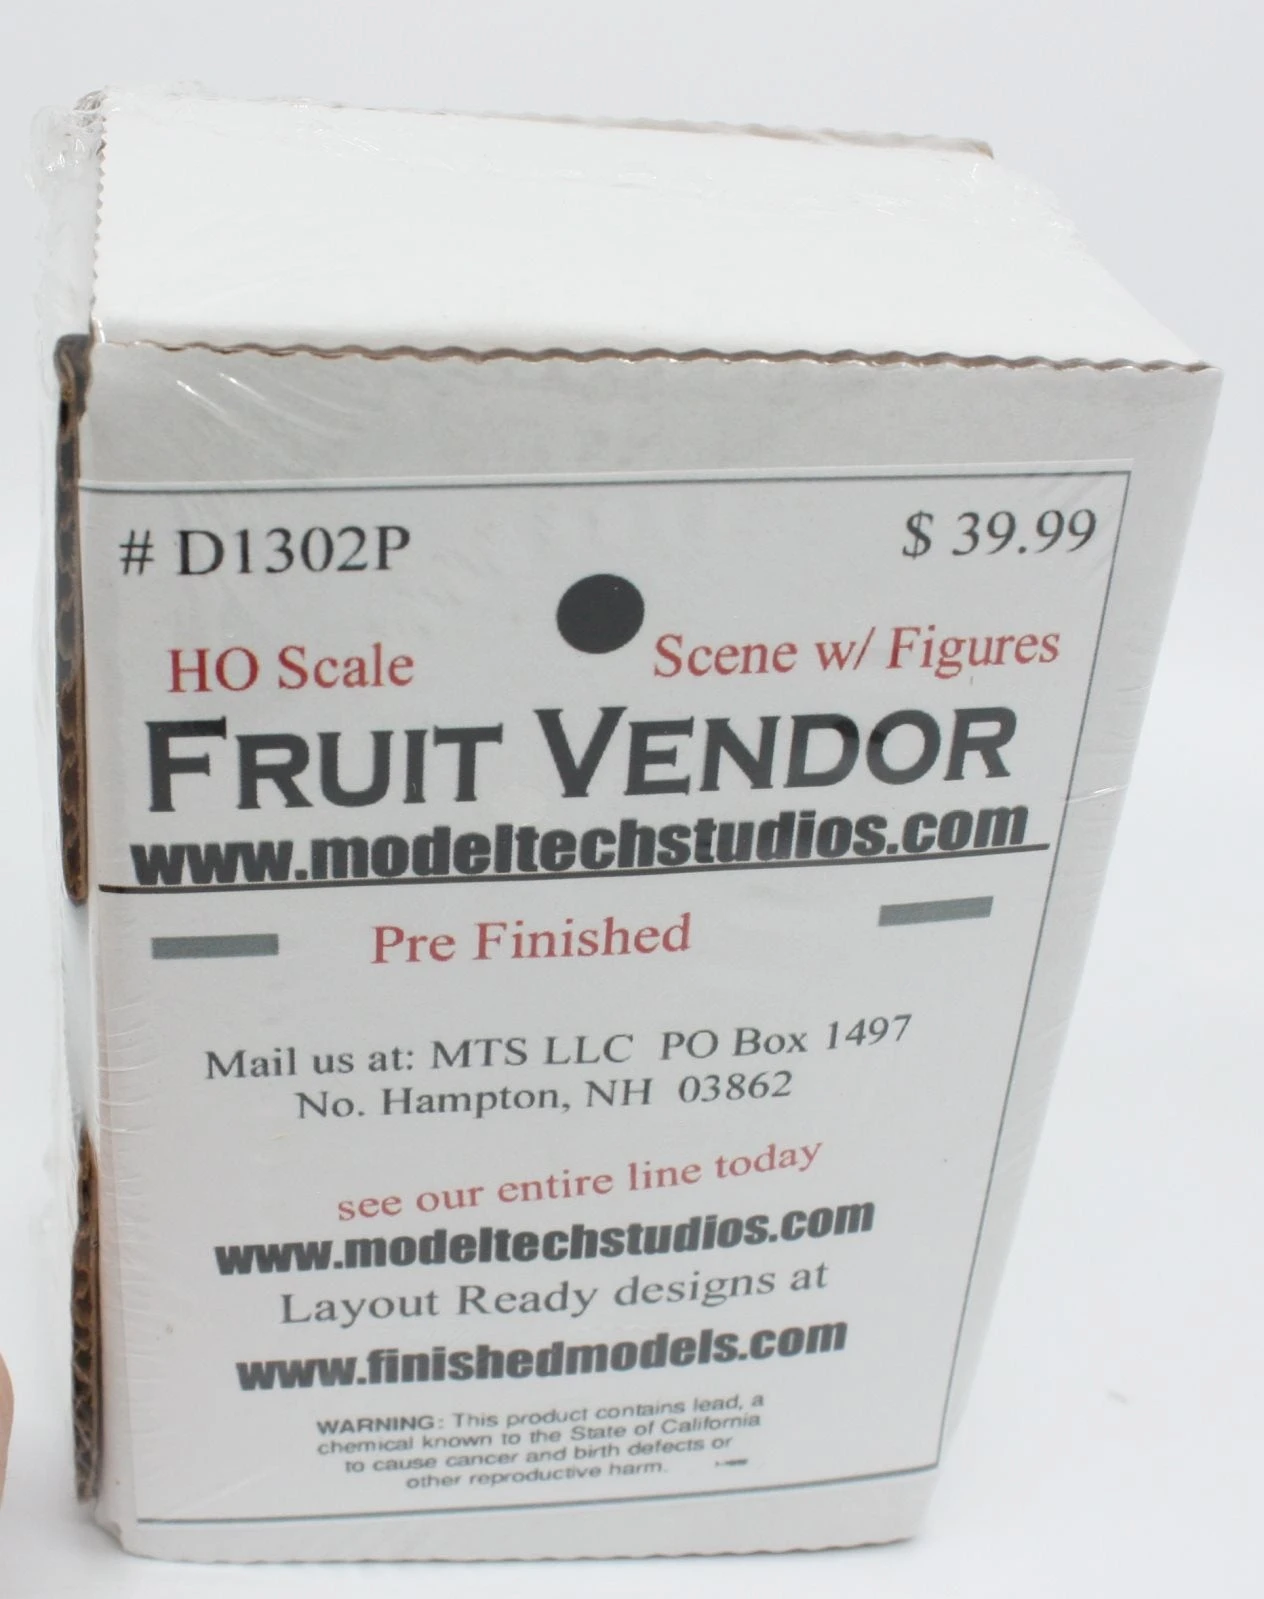 # D1302P $ 39.99
HO Scale Scene w/ Figures
FRUIT VENDOR
www.modeltechstudios.com
Pre Finished
Mail us at: MTS LLC PO Box 1497
No. Hampton, NH 03862
see our entire line today
www.modeltechstudios.com
Layout Ready designs at
www.finishedmodels.com
WARNING: This product contains lead, a
chemical known to the State of California
to cause cancer and birth defects or
other reproductive harm.